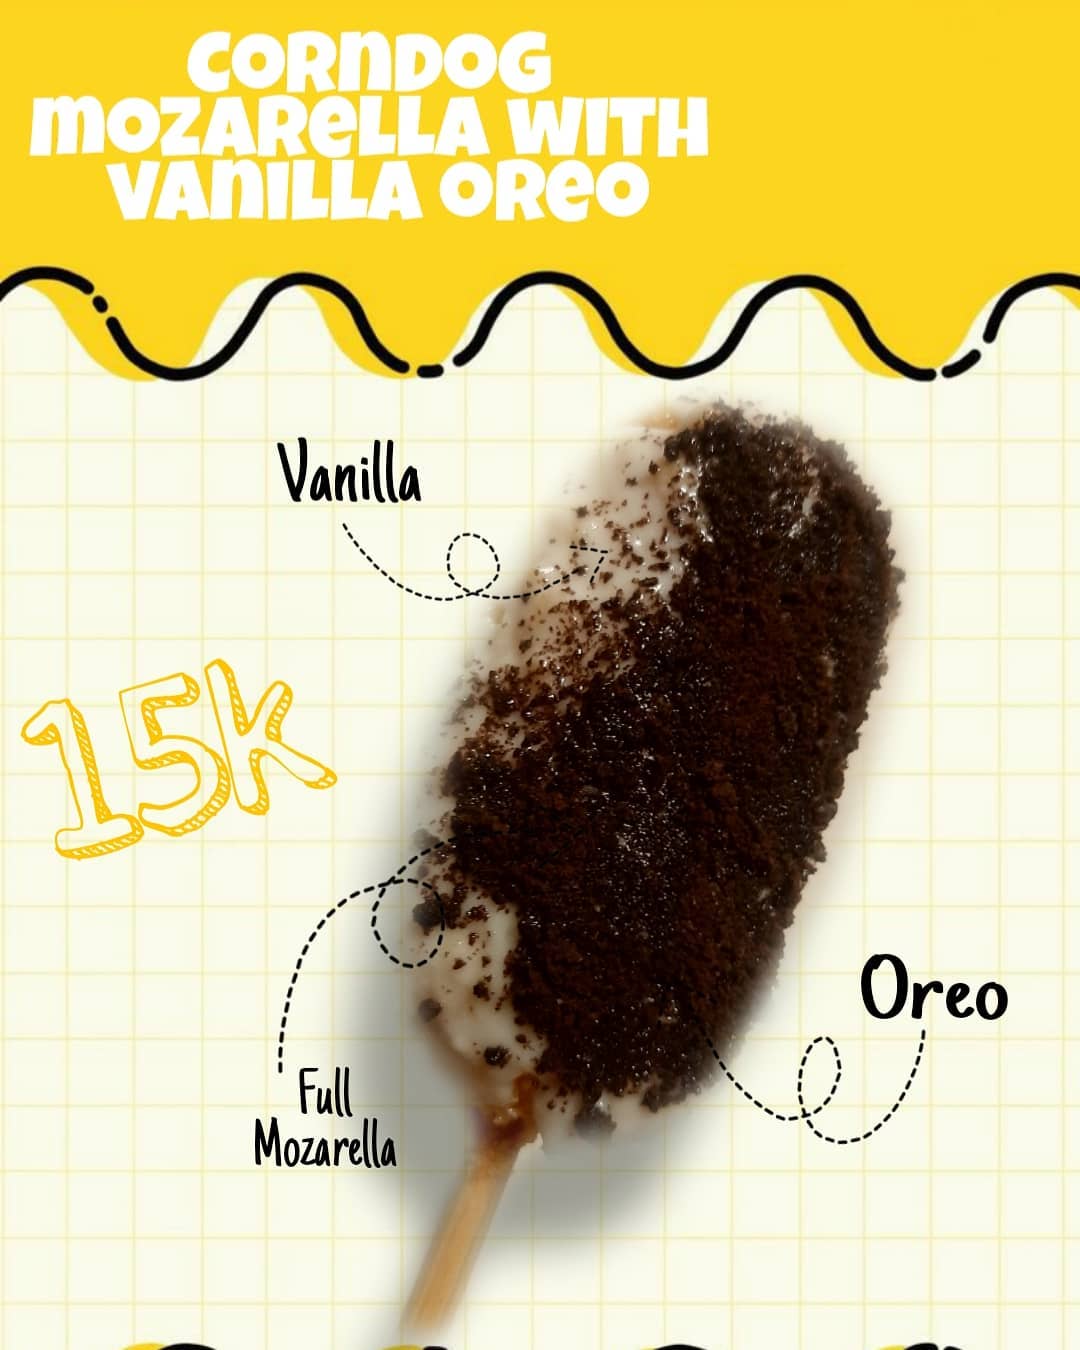 CORNDOG
MOZARELLA WITH
VANILLA OREO
Vanilla
15K
Oreo
Full
Mozarella